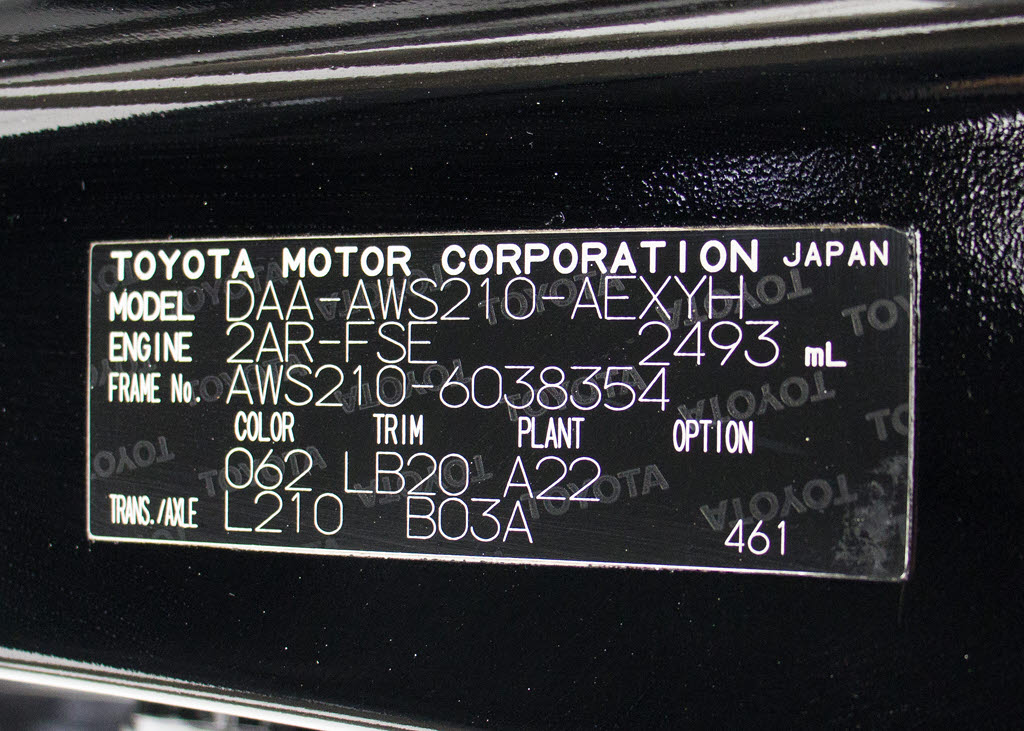 TOYOTA MOTOR CORPORATION JAPAN
MODEL DAA-AWS210-AEXYH
ENGINE 2AR-FSE 2493 mL
FRAME No. AWS210-6038354
COLOR TRIM PLANT OPTION
062 LB20 A22
TRANS./AXLE L210 B03A 461